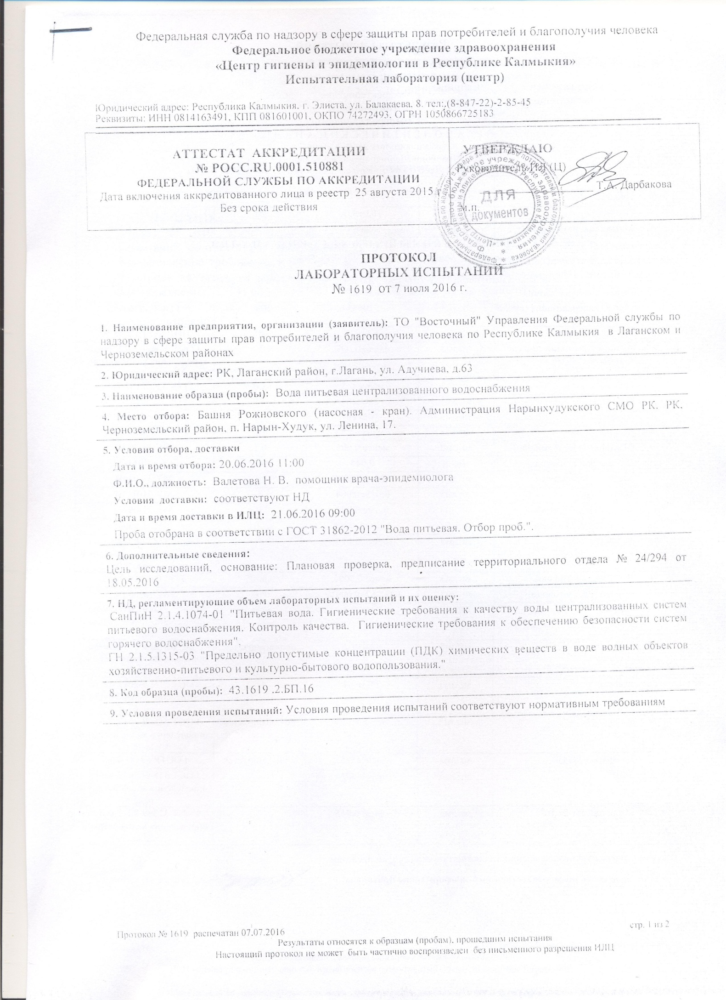 Федеральная служба по надзору в сфере защиты прав потребителей и благополучия человека
Федеральное бюджетное учреждение здравоохранения
«Центр гигиены и эпидемиологии в Республике Калмыкия»
Испытательная лаборатория (центр)
Юридический адрес: Республика Калмыкия, г. Элиста, ул. Балакаева, 8. тел:.(8-847-22)-2-85-45
Реквизиты: ИНН 0814163491, КПП 081601001, ОКПО 74272493, ОГРН 1050866725183
АТТЕСТАТ АККРЕДИТАЦИИ
№ РОСС.RU.0001.510881
ФЕДЕРАЛЬНОЙ СЛУЖБЫ ПО АККРЕДИТАЦИИ
Дата включения аккредитованного лица в реестр 25 августа 2015 г
Без срока действия
УТВЕРЖДАЮ
Руководитель ИЛ (Ц)
Т.А. Дарбакова
м.п.
Федеральная служба по надзору в сфере защиты прав потребителей и благополучия человека
Федеральное бюджетное учреждение здравоохранения
«Центр гигиены и эпидемиологии в Республике Калмыкия»
ДЛЯ
документов
ПРОТОКОЛ
ЛАБОРАТОРНЫХ ИСПЫТАНИЙ
№ 1619 от 7 июля 2016 г.
1. Наименование предприятия, организации (заявитель): ТО "Восточный" Управления Федеральной службы по
надзору в сфере защиты прав потребителей и благополучия человека по Республике Калмыкия в Лаганском и
Черноземельском районах
2. Юридический адрес: РК, Лаганский район, г.Лагань, ул. Адучиева, д.63
3. Наименование образца (пробы): Вода питьевая централизованного водоснабжения
4. Место отбора: Башня Рожновского (насосная - кран). Администрация Нарынхудукского СМО РК. РК,
Черноземельский район, п. Нарын-Худук, ул. Ленина, 17.
5. Условия отбора, доставки
Дата и время отбора: 20.06.2016 11:00
Ф.И.О., должность: Валетова Н. В. помощник врача-эпидемиолога
Условия доставки: соответствуют НД
Дата и время доставки в ИЛЦ: 21.06.2016 09:00
Проба отобрана в соответствии с ГОСТ 31862-2012 "Вода питьевая. Отбор проб.".
6. Дополнительные сведения:
Цель исследований, основание: Плановая проверка, предписание территориального отдела № 24/294 от
18.05.2016
7. НД, регламентирующие объем лабораторных испытаний и их оценку:
СанПиН 2.1.4.1074-01 "Питьевая вода. Гигиенические требования к качеству воды централизованных систем
питьевого водоснабжения. Контроль качества. Гигиенические требования к обеспечению безопасности систем
горячего водоснабжения".
ГН 2.1.5.1315-03 "Предельно допустимые концентрации (ПДК) химических веществ в воде водных объектов
хозяйственно-питьевого и культурно-бытового водопользования."
8. Код образца (пробы): 43.1619 .2.БП.16
9. Условия проведения испытаний: Условия проведения испытаний соответствуют нормативным требованиям
Протокол № 1619 распечатан 07.07.2016
стр. 1 из 2
Результаты относятся к образцам (пробам), прошедшим испытания
Настоящий протокол не может быть частично воспроизведен без письменного разрешения ИЛЦ